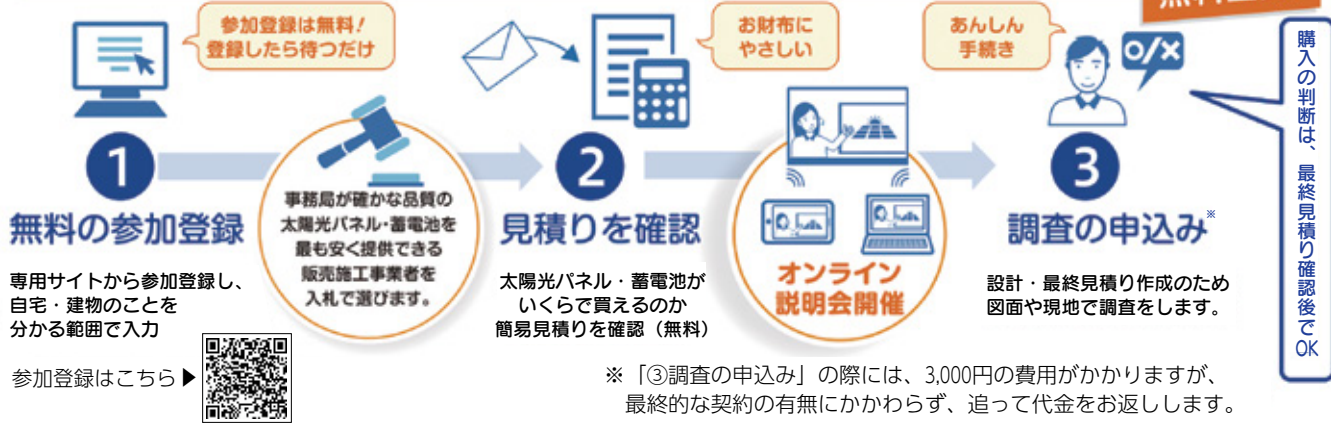 参加登録は無料!
登録したら待つだけ
お財布に
やさしい
あんしん
手続き
○/×
1
無料の参加登録
専用サイトから参加登録し、
自宅・建物のことを
分かる範囲で入力
参加登録はこちら▶
事務局が確かな品質の
太陽光パネル・蓄電池を
最も安く提供できる
販売施工事業者を
入札で選びます。
2
見積りを確認
太陽光パネル・蓄電池が
いくらで買えるのか
簡易見積りを確認（無料）
オンライン
説明会開催
3
調査の申込み※
設計・最終見積り作成のため
図面や現地で調査をします。
購入の判断は、最終見積り確認後でOK
※「③調査の申込み」の際には、3,000円の費用がかかりますが、
最終的な契約の有無にかかわらず、追って代金をお返しします。